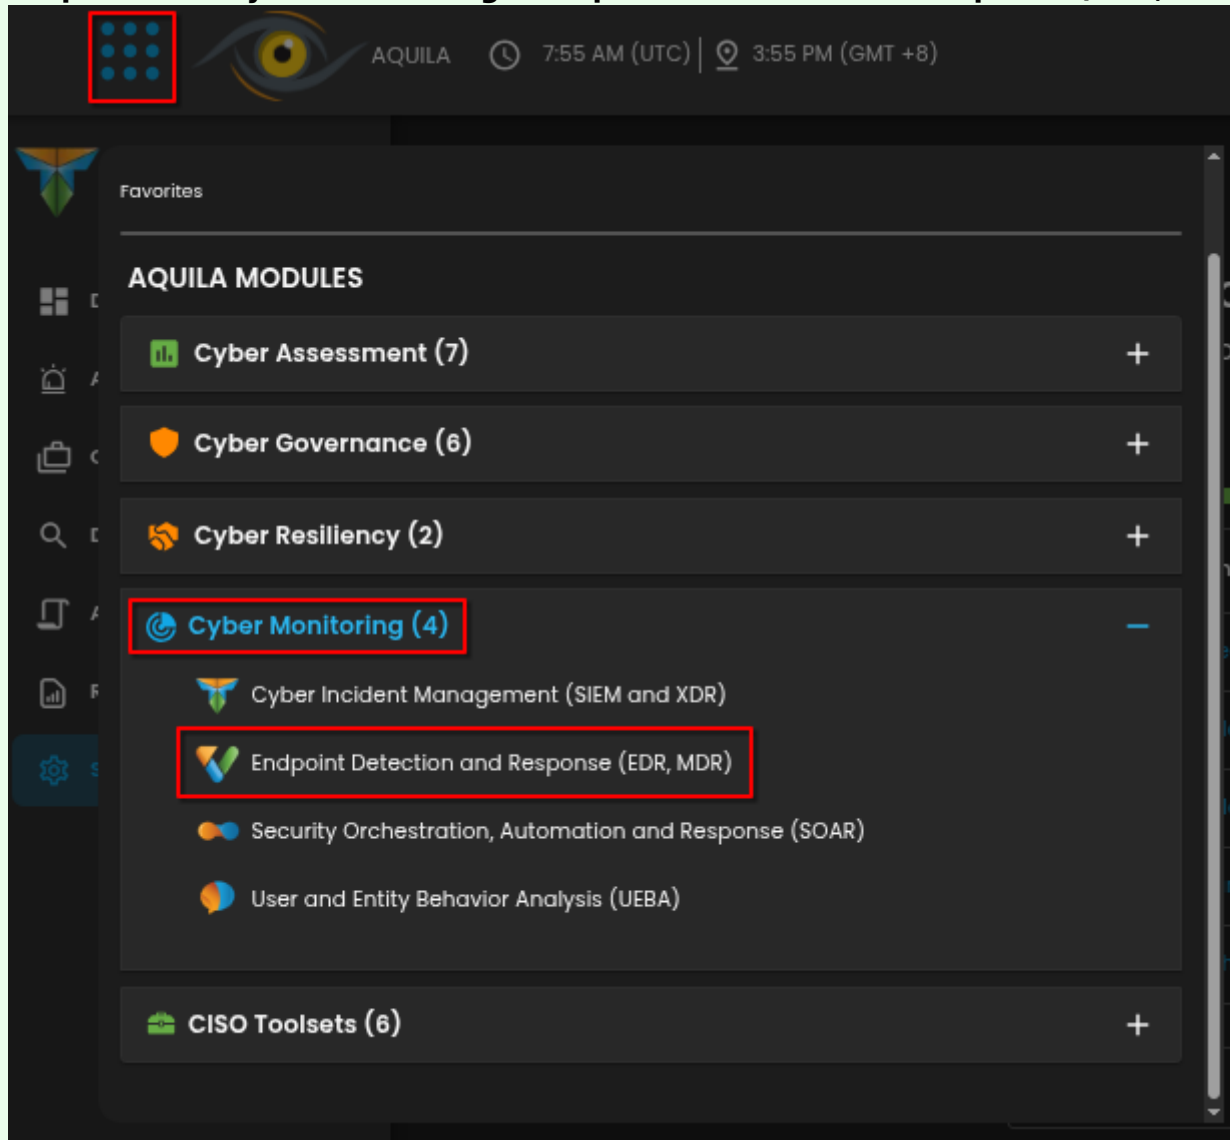 AQUILA 7:55 AM (UTC) 3:55 PM (GMT +8)
Favorites
AQUILA MODULES
Cyber Assessment (7)
Cyber Governance (6)
Cyber Resiliency (2)
Cyber Monitoring (4)
Cyber Incident Management (SIEM and XDR)
Endpoint Detection and Response (EDR, MDR)
Security Orchestration, Automation and Response (SOAR)
User and Entity Behavior Analysis (UEBA)
CISO Toolsets (6)